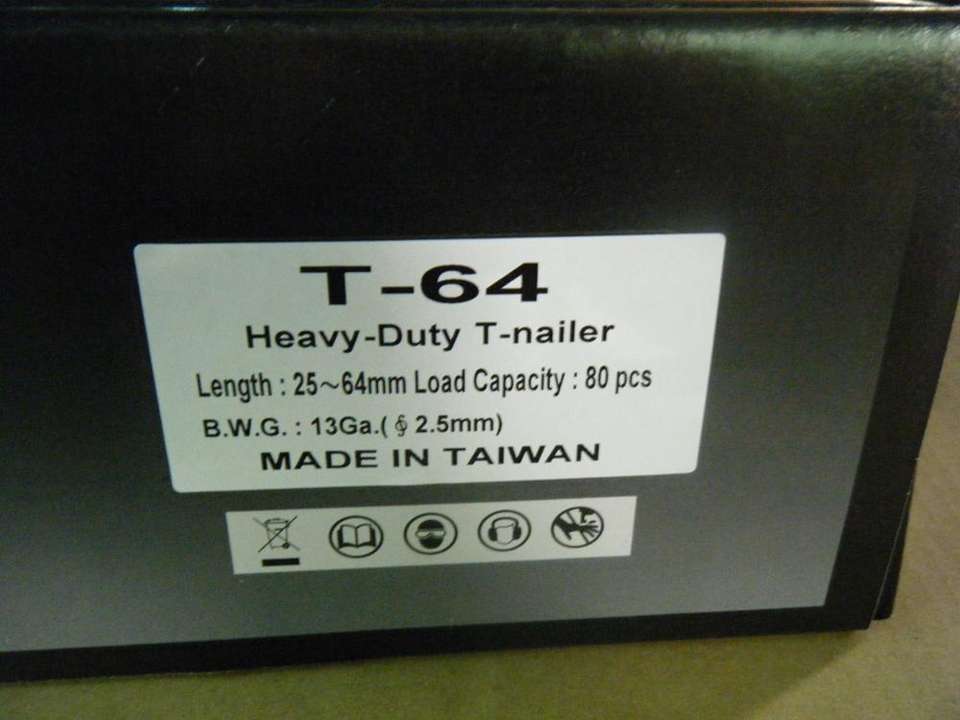 T-64
Heavy-Duty T-nailer
Length : 25～64mm Load Capacity : 80 pcs
B.W.G. : 13Ga.( ∮ 2.5mm)
MADE IN TAIWAN